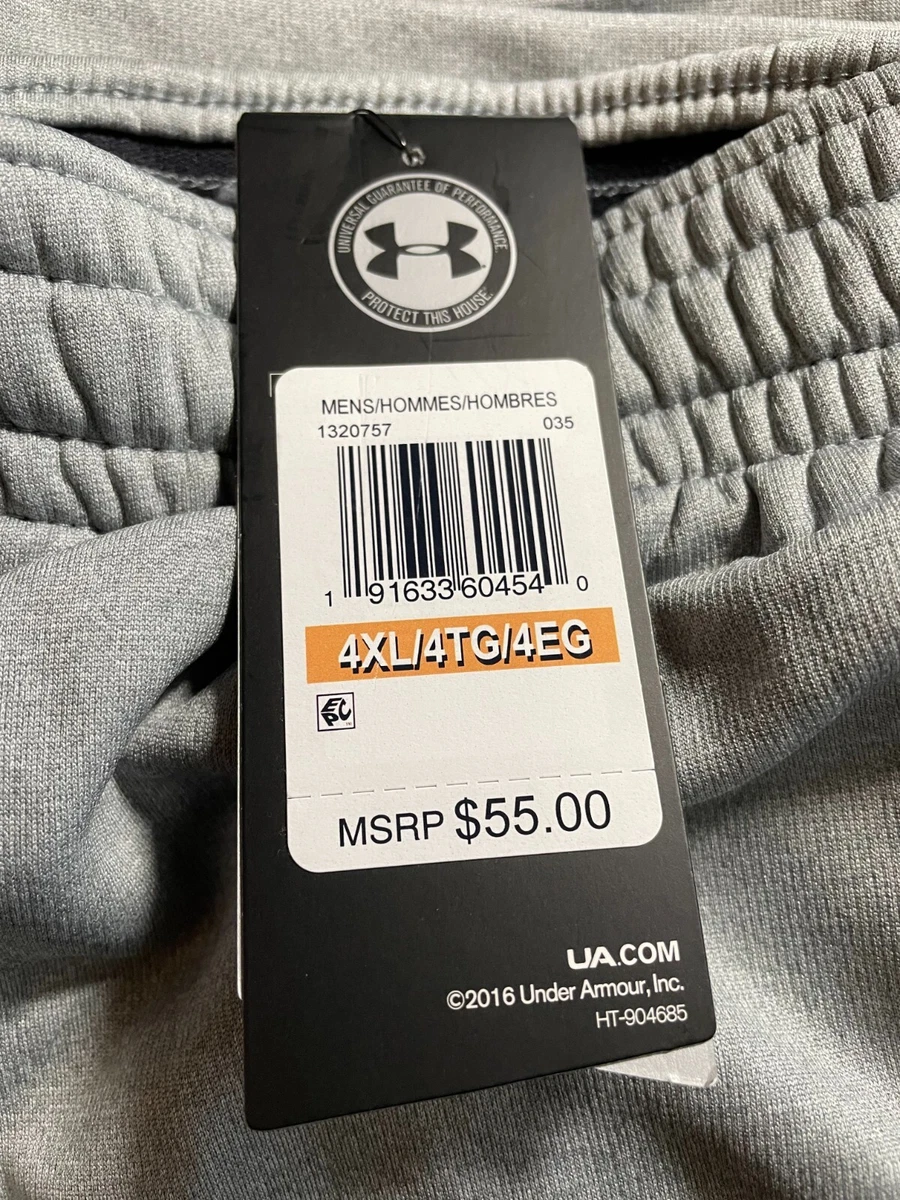 UNIVERSAL GUARANTEE OF PERFORMANCE
PROTECT THIS HOUSE
MENS/HOMMES/HOMBRES
1320757 035
1 91633 60454 0
4XL/4TG/4EG
EPC
MSRP $55.00
UA.COM
©2016 Under Armour, Inc.
HT-904685